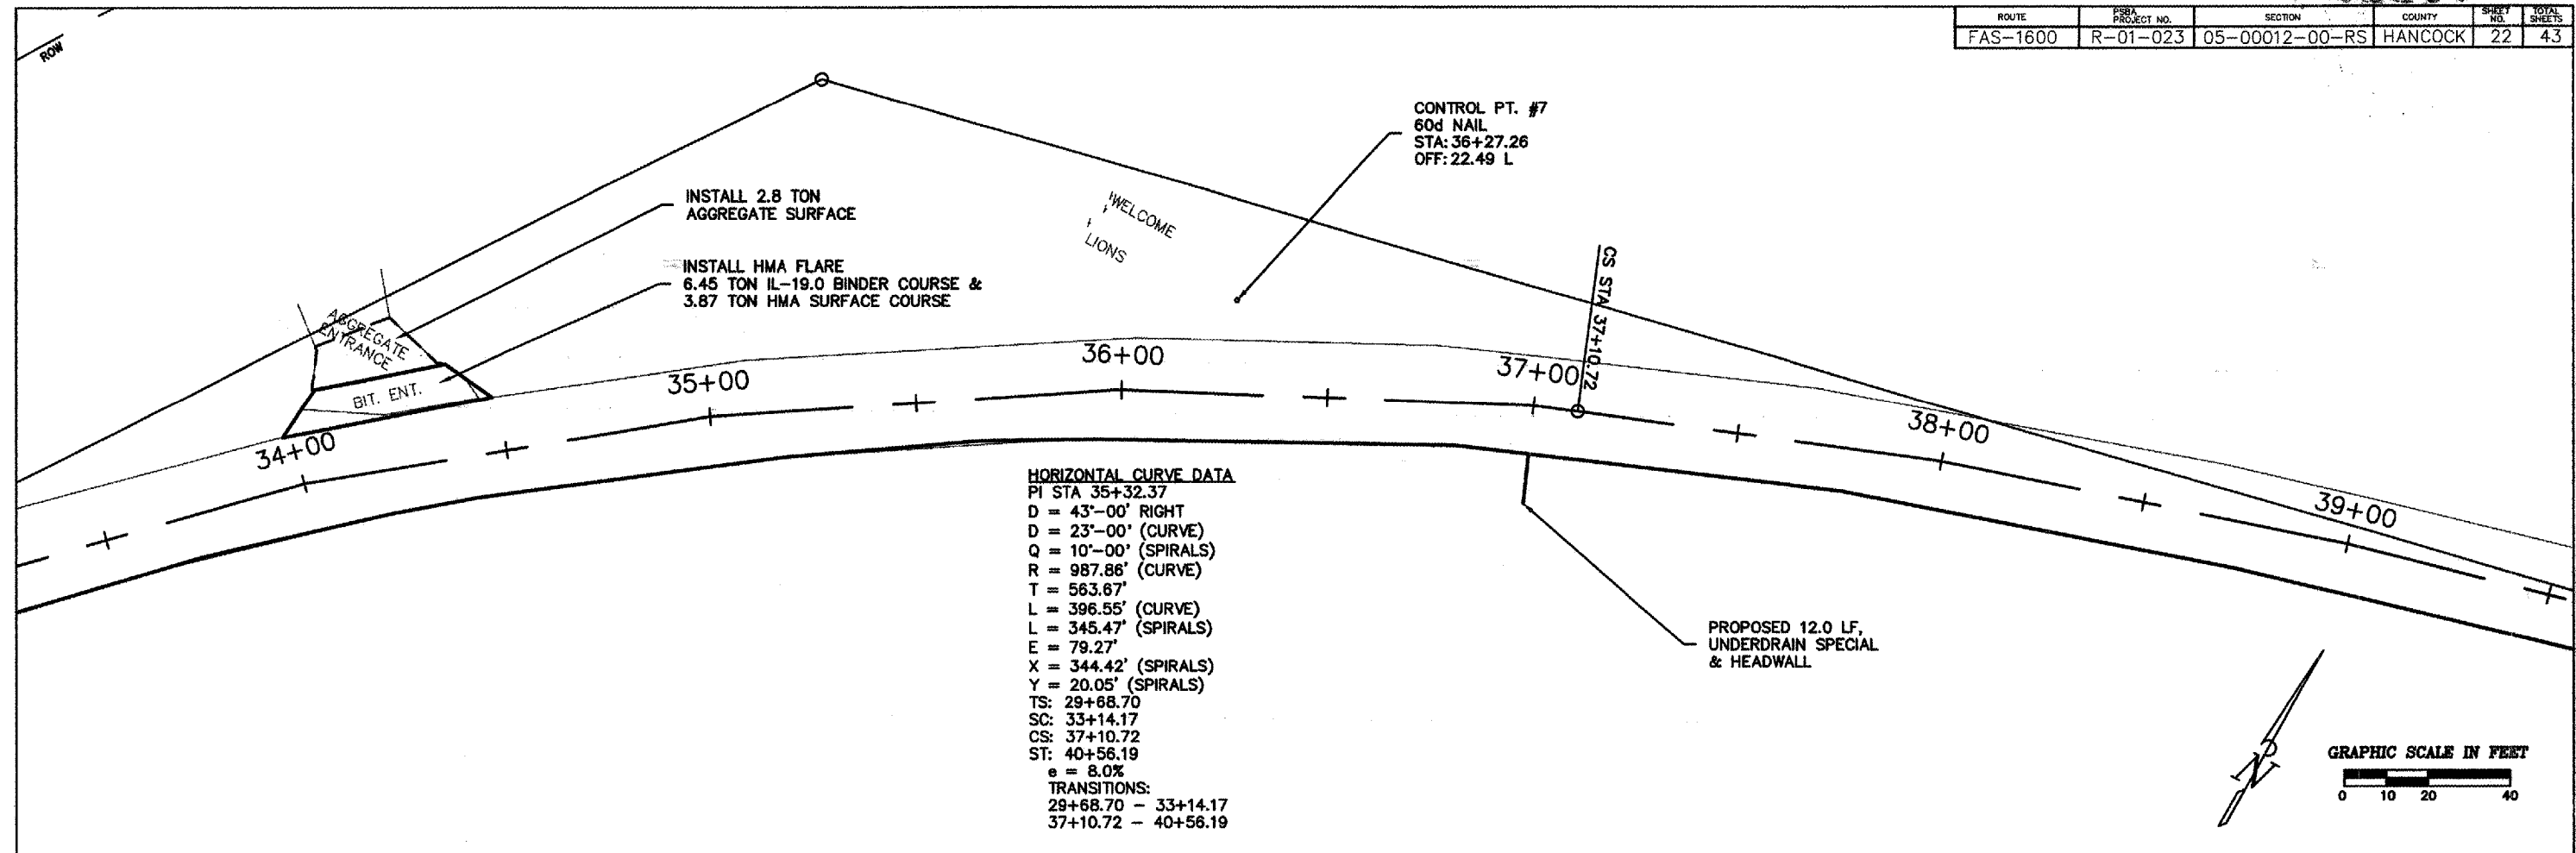 ROUTE PSBA PROJECT NO. SECTION COUNTY SHEET NO. TOTAL SHEETS
FAS-1600 R-01-023 05-00012-00-RS HANCOCK 22 43
ROW
CONTROL PT. #7
60d NAIL
STA: 36+27.26
OFF: 22.49 L
INSTALL 2.8 TON
AGGREGATE SURFACE
WELCOME
LIONS
INSTALL HMA FLARE
6.45 TON IL-19.0 BINDER COURSE &
3.87 TON HMA SURFACE COURSE
CS STA 37+10.72
AGGREGATE
ENTRANCE
BIT. ENT.
34+00
35+00
36+00
37+00
38+00
39+00
HORIZONTAL CURVE DATA
PI STA 35+32.37
D = 43°-00' RIGHT
D = 23°-00' (CURVE)
Q = 10°-00' (SPIRALS)
R = 987.86' (CURVE)
T = 563.67'
L = 396.55' (CURVE)
L = 345.47' (SPIRALS)
E = 79.27'
X = 344.42' (SPIRALS)
Y = 20.05' (SPIRALS)
TS: 29+68.70
SC: 33+14.17
CS: 37+10.72
ST: 40+56.19
e = 8.0%
TRANSITIONS:
29+68.70 - 33+14.17
37+10.72 - 40+56.19
PROPOSED 12.0 LF,
UNDERDRAIN SPECIAL
& HEADWALL
N
GRAPHIC SCALE IN FEET
0 10 20 40